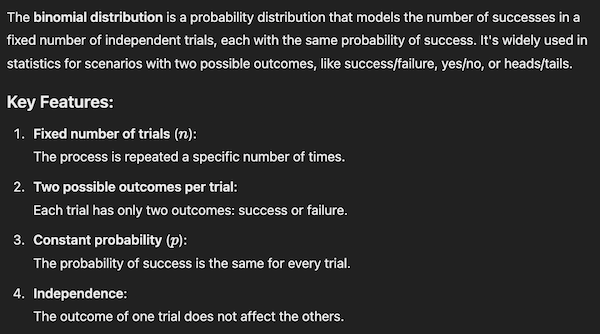 The binomial distribution is a probability distribution that models the number of successes in a
fixed number of independent trials, each with the same probability of success. It's widely used in
statistics for scenarios with two possible outcomes, like success/failure, yes/no, or heads/tails.
Key Features:
1. Fixed number of trials (n):
The process is repeated a specific number of times.
2. Two possible outcomes per trial:
Each trial has only two outcomes: success or failure.
3. Constant probability (p):
The probability of success is the same for every trial.
4. Independence:
The outcome of one trial does not affect the others.